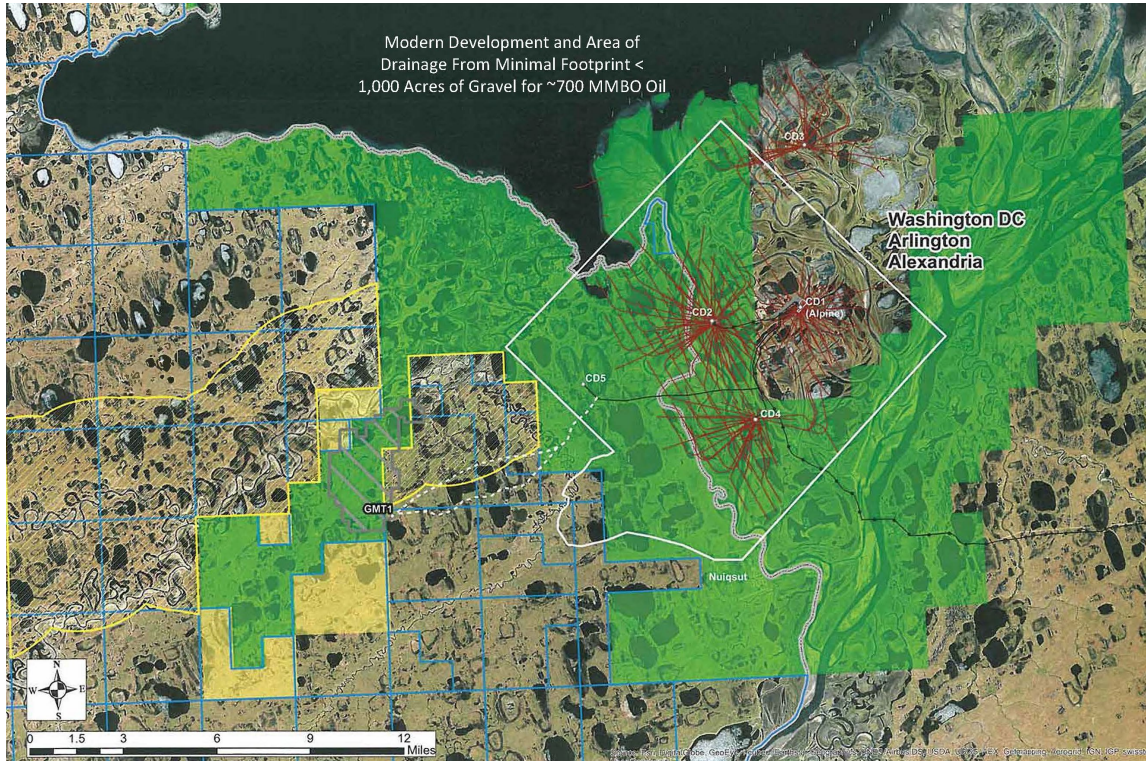 Modern Development and Area of
Drainage From Minimal Footprint <
1,000 Acres of Gravel for ~700 MMBO Oil
CD3
Washington DC
Arlington
Alexandria
CD1
(Alpine)
CD2
CD5
CD4
GMT1
Nuiqsut
N
W E
S
0 1.5 3 6 9 12
Miles